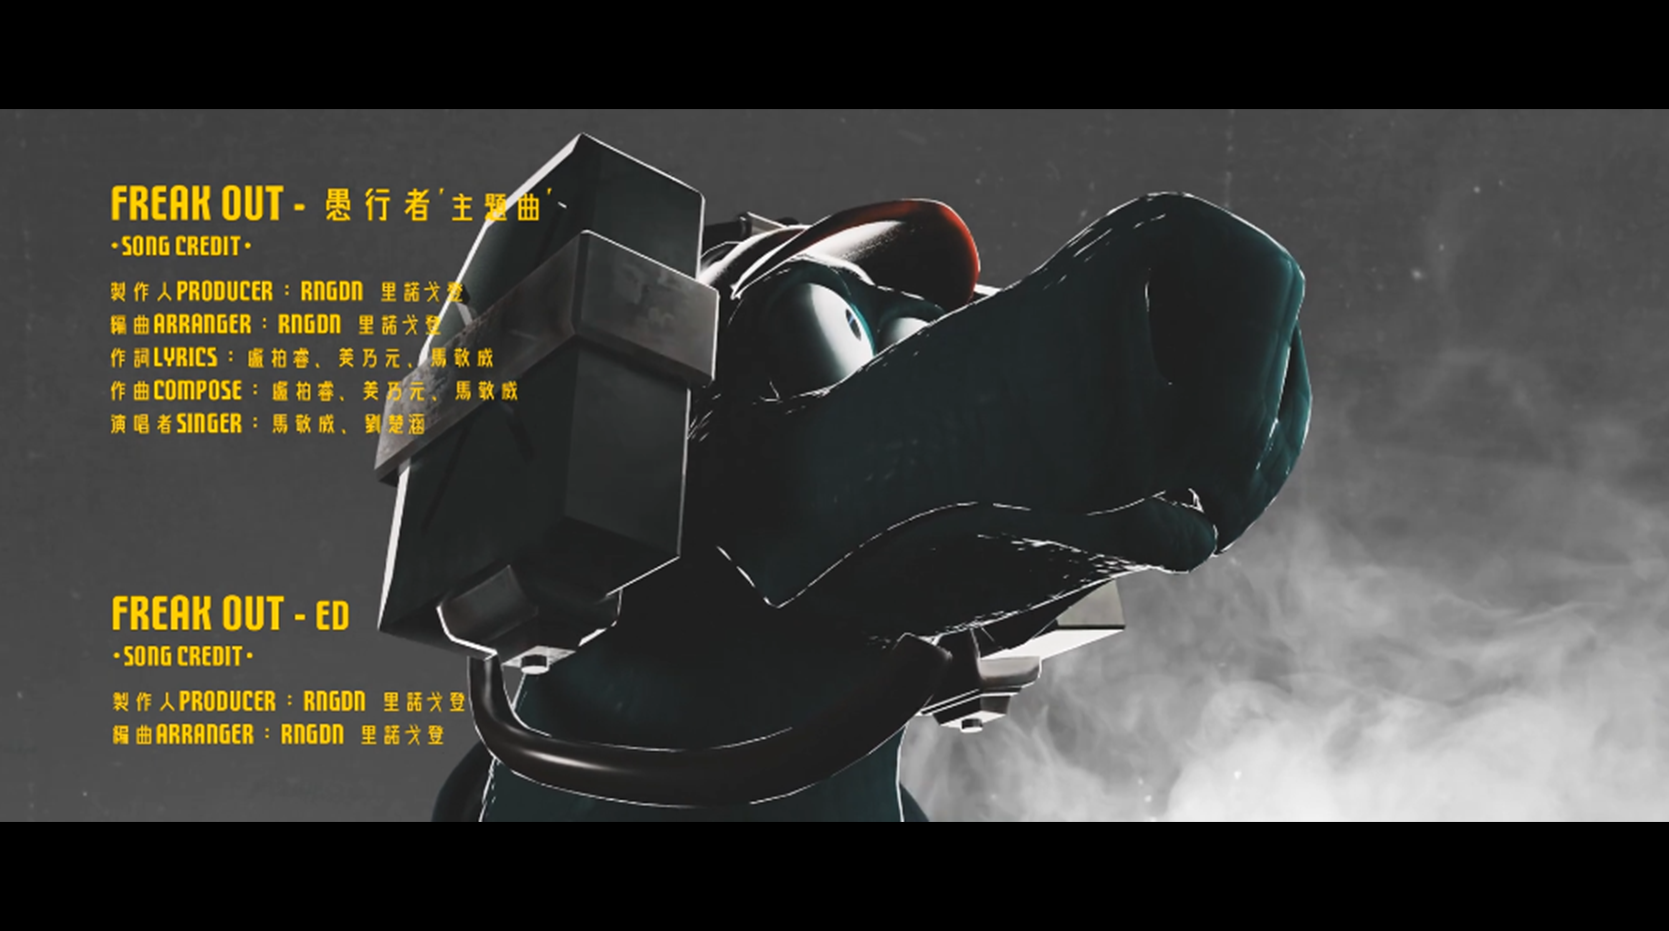 FREAK OUT - 愚行者'主題曲'
•SONG CREDIT•
製作人PRODUCER：RNGDN 里諾戈登
編曲ARRANGER：RNGDN 里諾戈登
作詞LYRICS：盧柏睿、姜乃元、馬敬威
作曲COMPOSE：盧柏睿、姜乃元、馬敬威
演唱者SINGER：馬敬威、劉楚涵
FREAK OUT - ED
•SONG CREDIT•
製作人PRODUCER：RNGDN 里諾戈登
編曲ARRANGER：RNGDN 里諾戈登